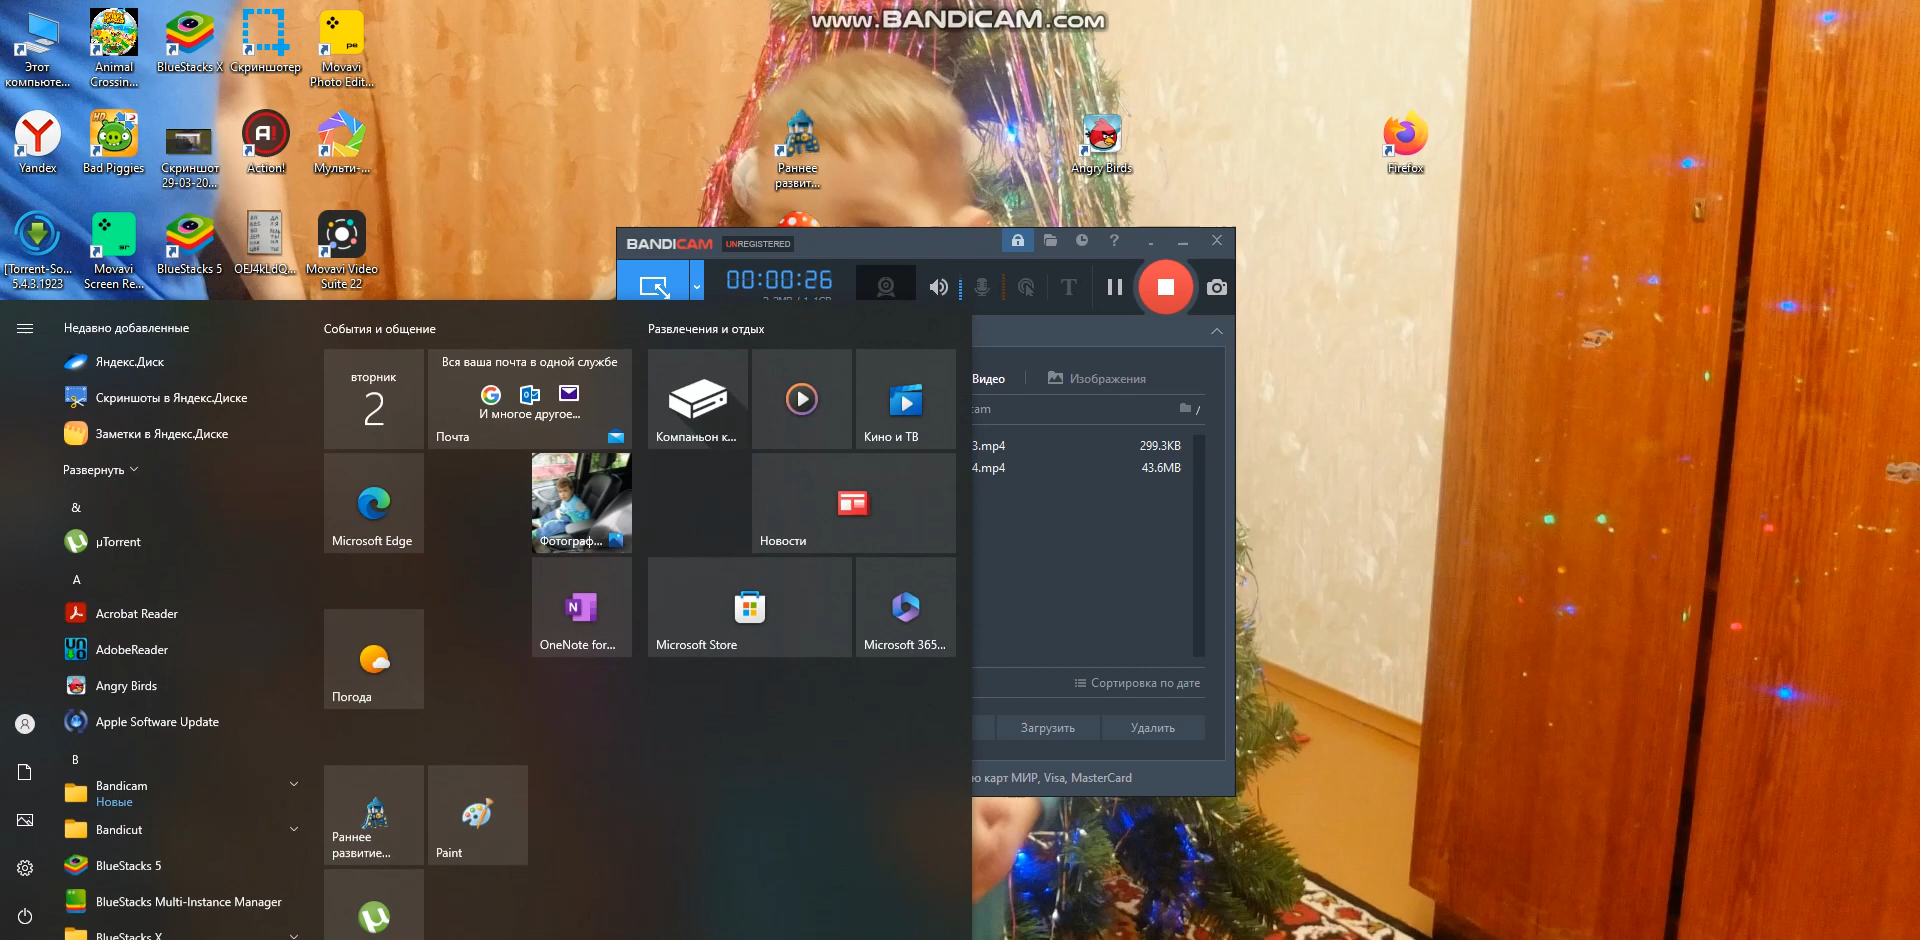 www.BANDICAM.com
Этот
компьюте...
Animal
Crossin...
BlueStacks X
Скриншотер
Movavi
Photo Edit...
Yandex
Bad Piggies
Скриншот
29-03-20...
Action!
Мульти-...
Раннее
развит...
Angry Birds
Firefox
[Torrent-So...
5.4.3.1923
Movavi
Screen Re...
BlueStacks 5
OEJ4kLdQ...
Movavi Video
Suite 22
BANDICAM UNREGISTERED
00:00:26
Недавно добавленные
Яндекс.Диск
Скриншоты в Яндекс.Диске
Заметки в Яндекс.Диске
Развернуть
&
µTorrent
A
Acrobat Reader
AdobeReader
Angry Birds
Apple Software Update
B
Bandicam
Новые
Bandicut
BlueStacks 5
BlueStacks Multi-Instance Manager
BlueStacks X
События и общение
вторник
2
Вся ваша почта в одной службе
И многое другое...
Почта
Microsoft Edge
Фотограф...
OneNote for...
Погода
Раннее
развитие...
Paint
Развлечения и отдых
Компаньон к...
Кино и ТВ
Новости
Microsoft Store
Microsoft 365...
Видео
Изображения
cam /
3.mp4 299.3KB
4.mp4 43.6MB
Сортировка по дате
Загрузить
Удалить
ю карт МИР, Visa, MasterCard